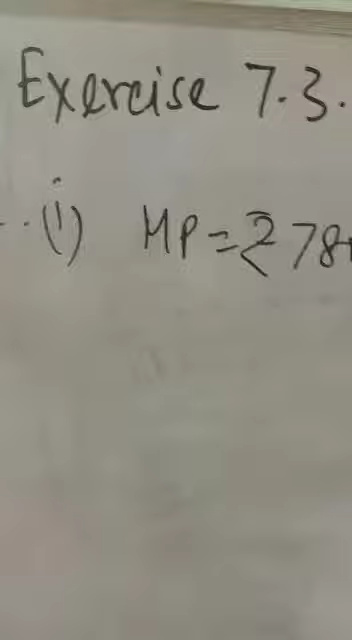 Exercise 7.3.
(i) MP = ₹ 78